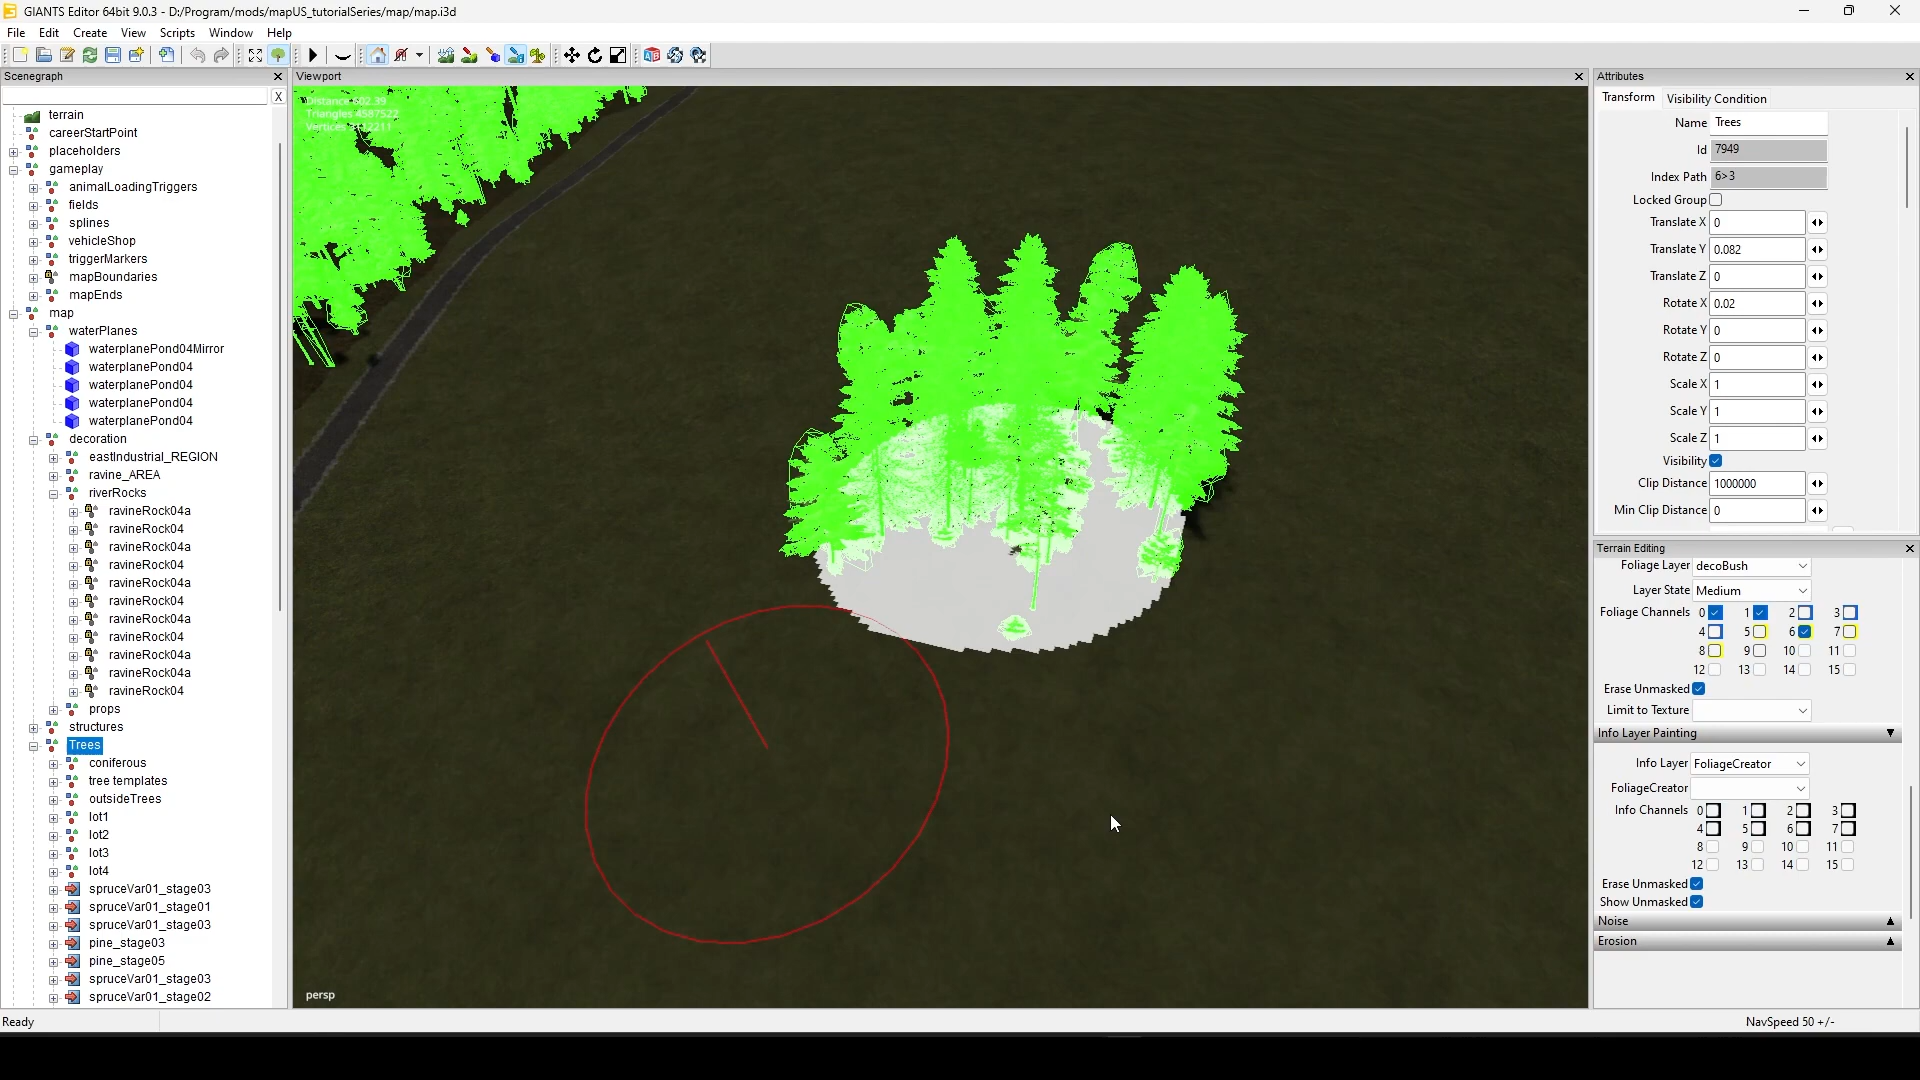 GIANTS Editor 64bit 9.0.3 - D:/Program/mods/mapUS_tutorialSeries/map/map.i3d
File Edit Create View Scripts Window Help
Scenegraph
X
terrain
careerStartPoint
placeholders
gameplay
animalLoadingTriggers
fields
splines
vehicleShop
triggerMarkers
mapBoundaries
mapEnds
map
waterPlanes
waterplanePond04Mirror
waterplanePond04
waterplanePond04
waterplanePond04
waterplanePond04
decoration
eastIndustrial_REGION
ravine_AREA
riverRocks
ravineRock04a
ravineRock04
ravineRock04a
ravineRock04
ravineRock04a
ravineRock04
ravineRock04a
ravineRock04
ravineRock04a
ravineRock04a
ravineRock04
props
structures
Trees
coniferous
tree templates
outsideTrees
lot1
lot2
lot3
lot4
spruceVar01_stage03
spruceVar01_stage01
spruceVar01_stage03
pine_stage03
pine_stage05
spruceVar01_stage03
spruceVar01_stage02
Viewport
Triangles 4587522
persp
Attributes
Transform Visibility Condition
Name Trees
Id 7949
Index Path 6>3
Locked Group
Translate X 0
Translate Y 0.082
Translate Z 0
Rotate X 0.02
Rotate Y 0
Rotate Z 0
Scale X 1
Scale Y 1
Scale Z 1
Visibility
Clip Distance 1000000
Min Clip Distance 0
Terrain Editing
Foliage Layer decoBush
Layer State Medium
Foliage Channels 0 1 2 3
4 5 6 7
8 9 10 11
12 13 14 15
Erase Unmasked
Limit to Texture
Info Layer Painting
Info Layer FoliageCreator
FoliageCreator
Info Channels 0 1 2 3
4 5 6 7
8 9 10 11
12 13 14 15
Erase Unmasked
Show Unmasked
Noise
Erosion
Ready
NavSpeed 50 +/-